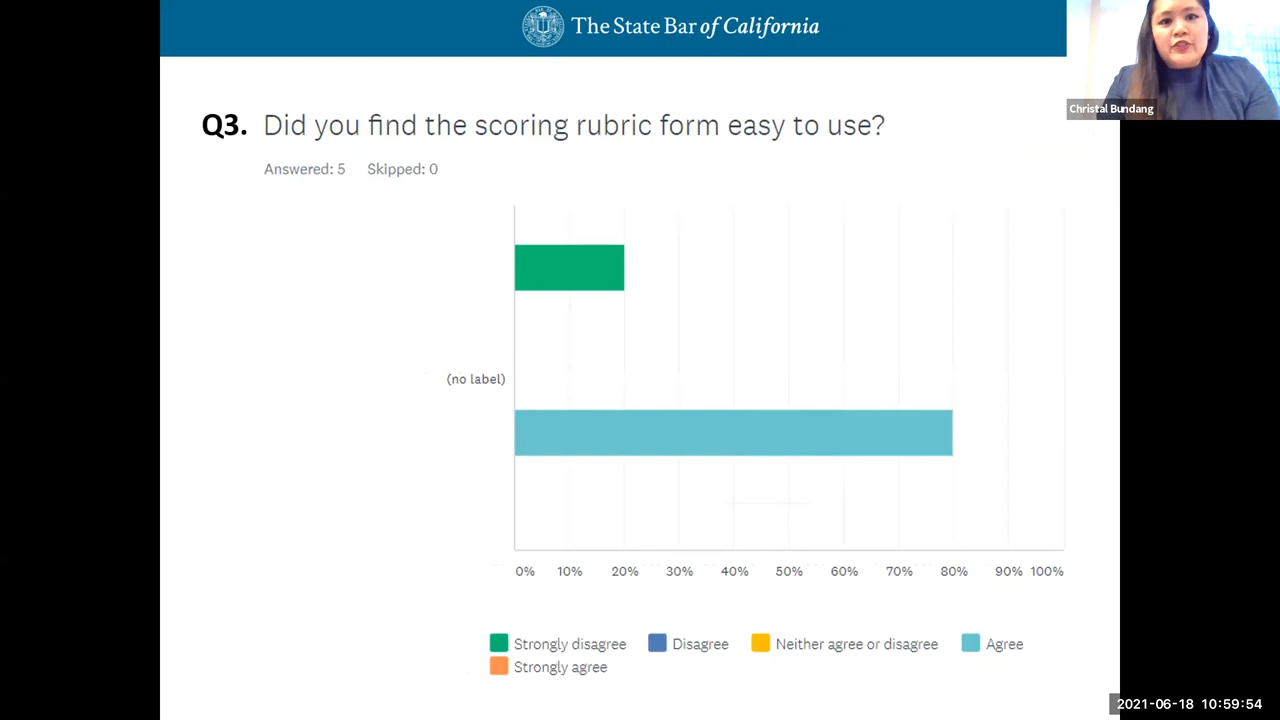 The State Bar of California
Christal Bundang
Q3. Did you find the scoring rubric form easy to use?
Answered: 5 Skipped: 0
(no label)
0% 10% 20% 30% 40% 50% 60% 70% 80% 90% 100%
Strongly disagree Disagree Neither agree or disagree Agree
Strongly agree
2021-06-18 10:59:54